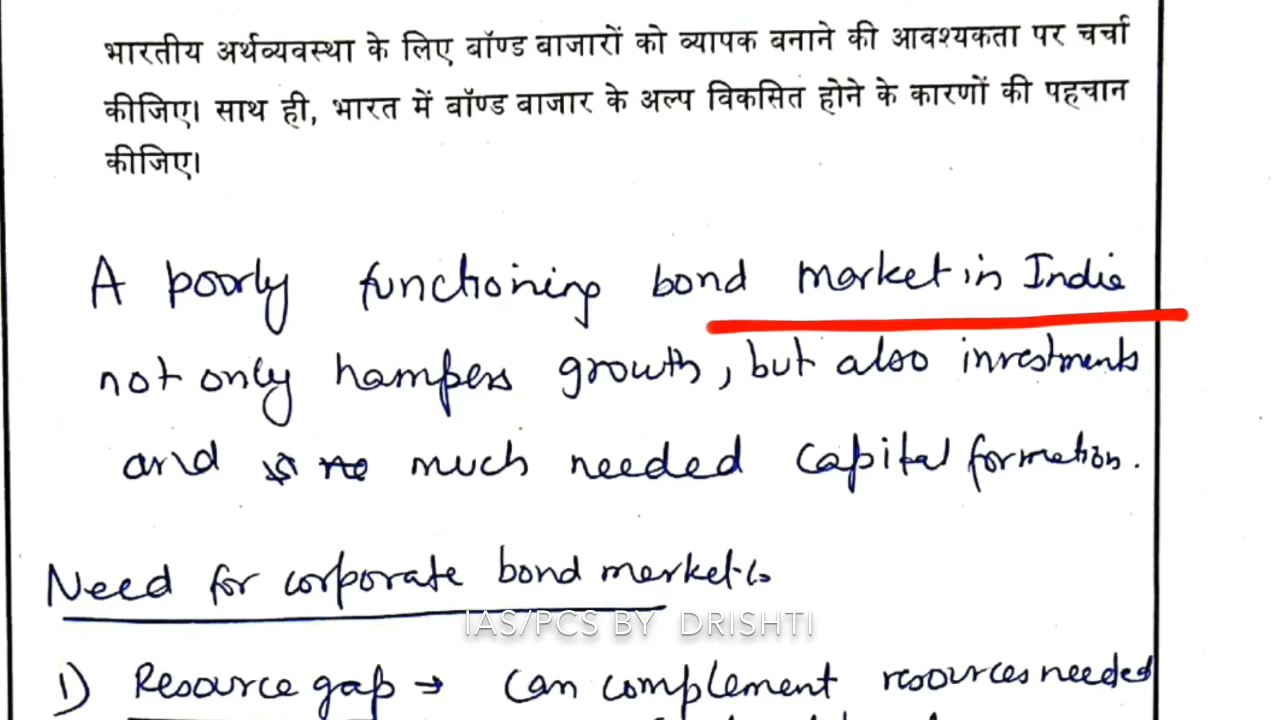 भारतीय अर्थव्यवस्था के लिए बॉण्ड बाजारों को व्यापक बनाने की आवश्यकता पर चर्चा
कीजिए। साथ ही, भारत में बॉण्ड बाजार के अल्प विकसित होने के कारणों की पहचान
कीजिए।
A poorly functioning bond market in India
not only hampers growth, but also investments
and much needed capital formation.
Need for corporate bond market
IAS/PCS BY DRISHTI
1) Resource gap → can complement resources needed